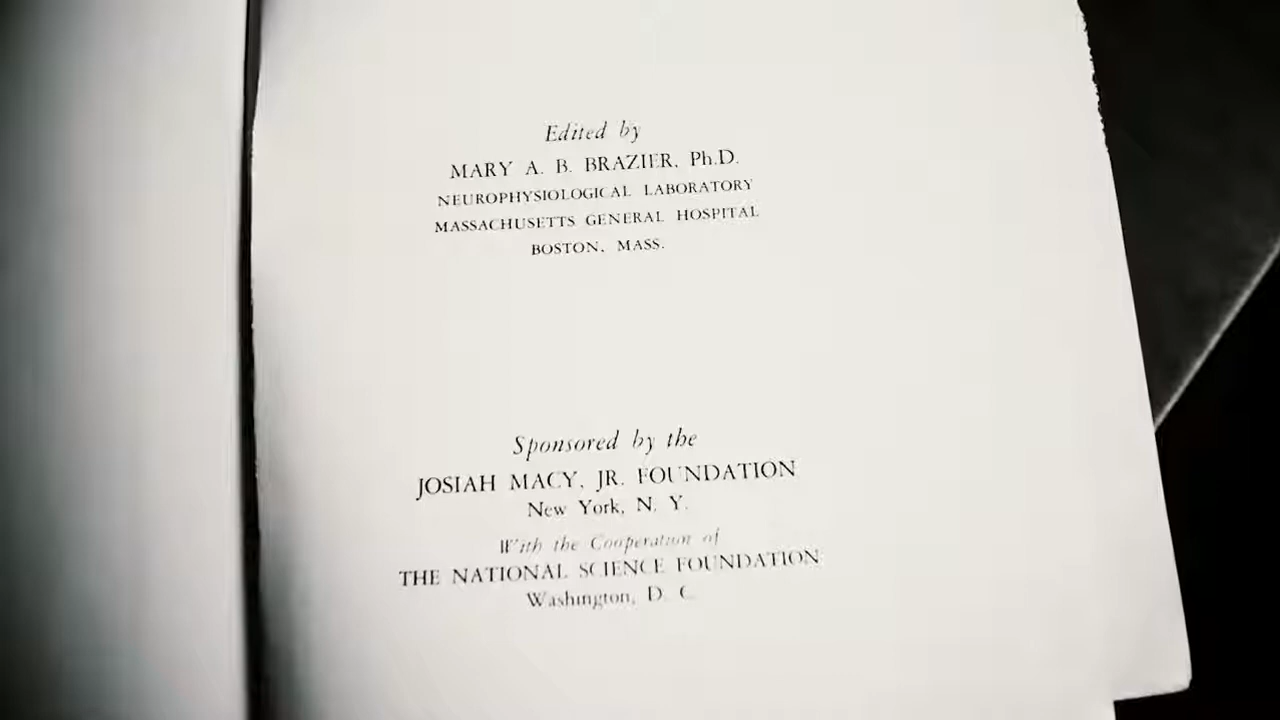 Edited by
MARY A. B. BRAZIER, Ph.D.
NEUROPHYSIOLOGICAL LABORATORY
MASSACHUSETTS GENERAL HOSPITAL
BOSTON, MASS.
Sponsored by the
JOSIAH MACY, JR. FOUNDATION
New York, N. Y.
With the Cooperation of
THE NATIONAL SCIENCE FOUNDATION
Washington, D. C.